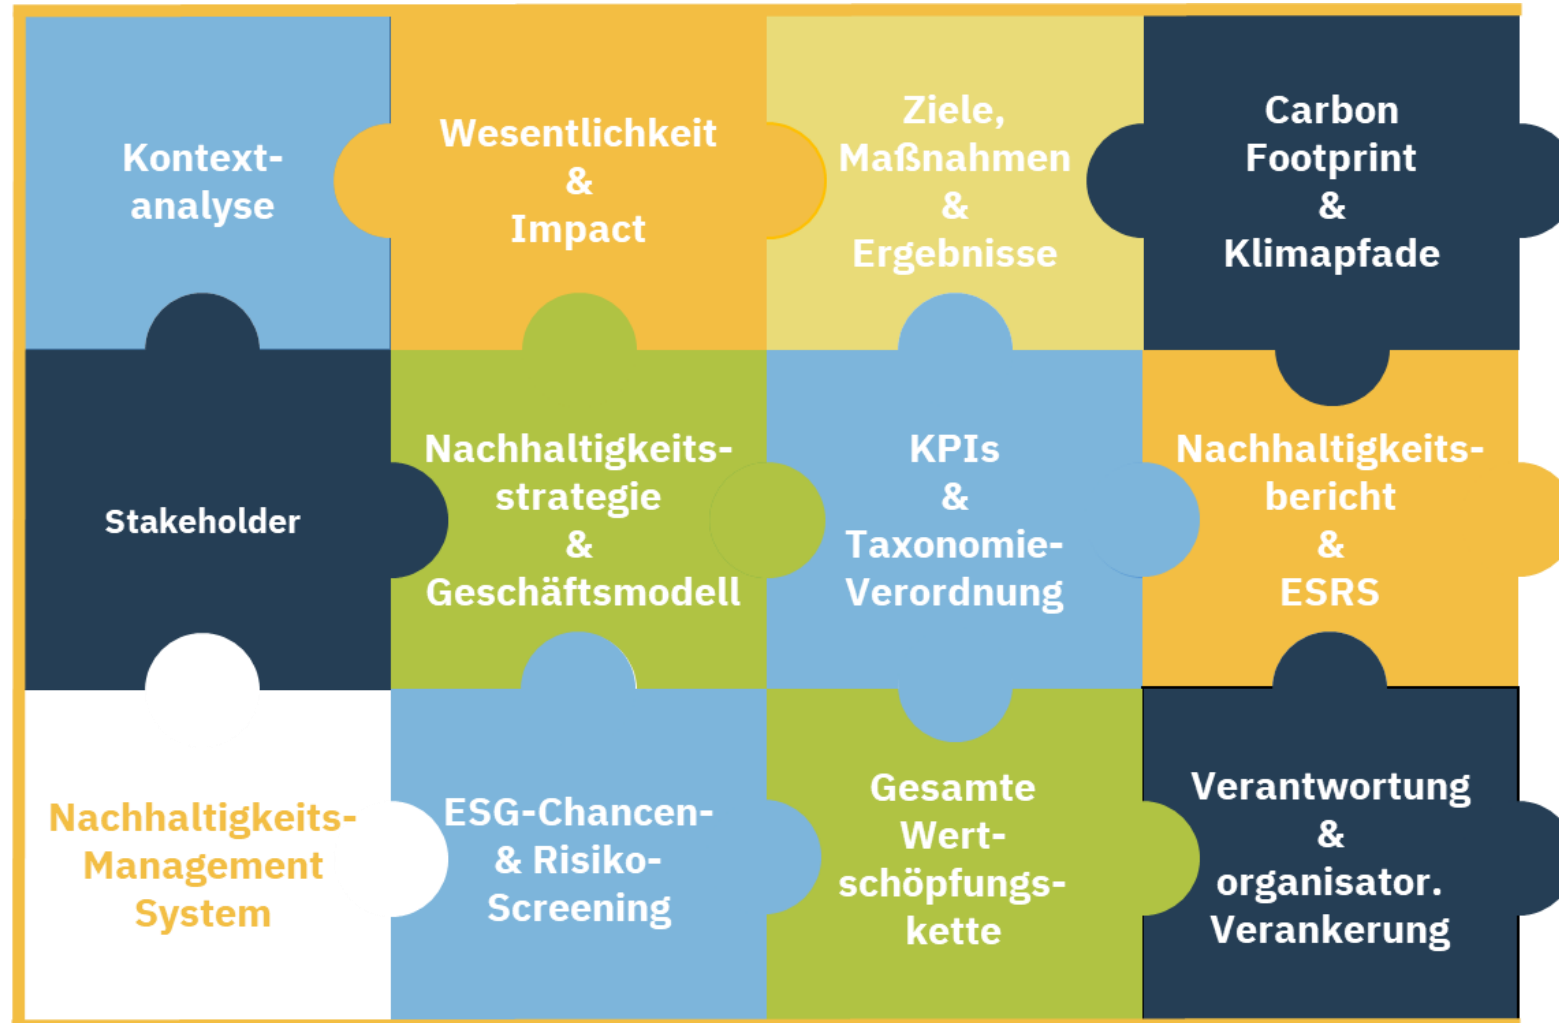 Kontext-
analyse
Wesentlichkeit
&
Impact
Ziele,
Maßnahmen
&
Ergebnisse
Carbon
Footprint
&
Klimapfade
Stakeholder
Nachhaltigkeits-
strategie
&
Geschäftsmodell
KPIs
&
Taxonomie-
Verordnung
Nachhaltigkeits-
bericht
&
ESRS
Nachhaltigkeits-
Management
System
ESG-Chancen-
& Risiko-
Screening
Gesamte
Wert-
schöpfungs-
kette
Verantwortung
&
organisator.
Verankerung